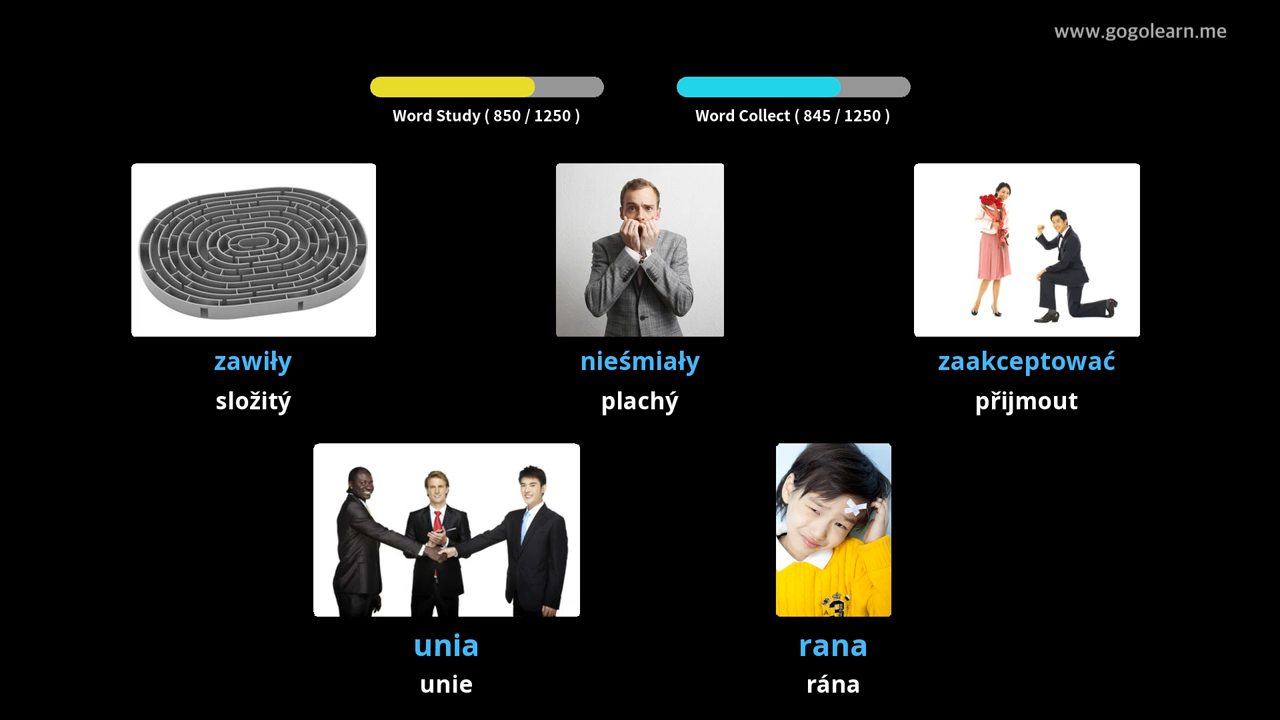 www.gogolearn.me
Word Study ( 850 / 1250 )
Word Collect ( 845 / 1250 )
zawiły
nieśmiały
zaakceptować
složitý
plachý
přijmout
3
unia
rana
unie
rána